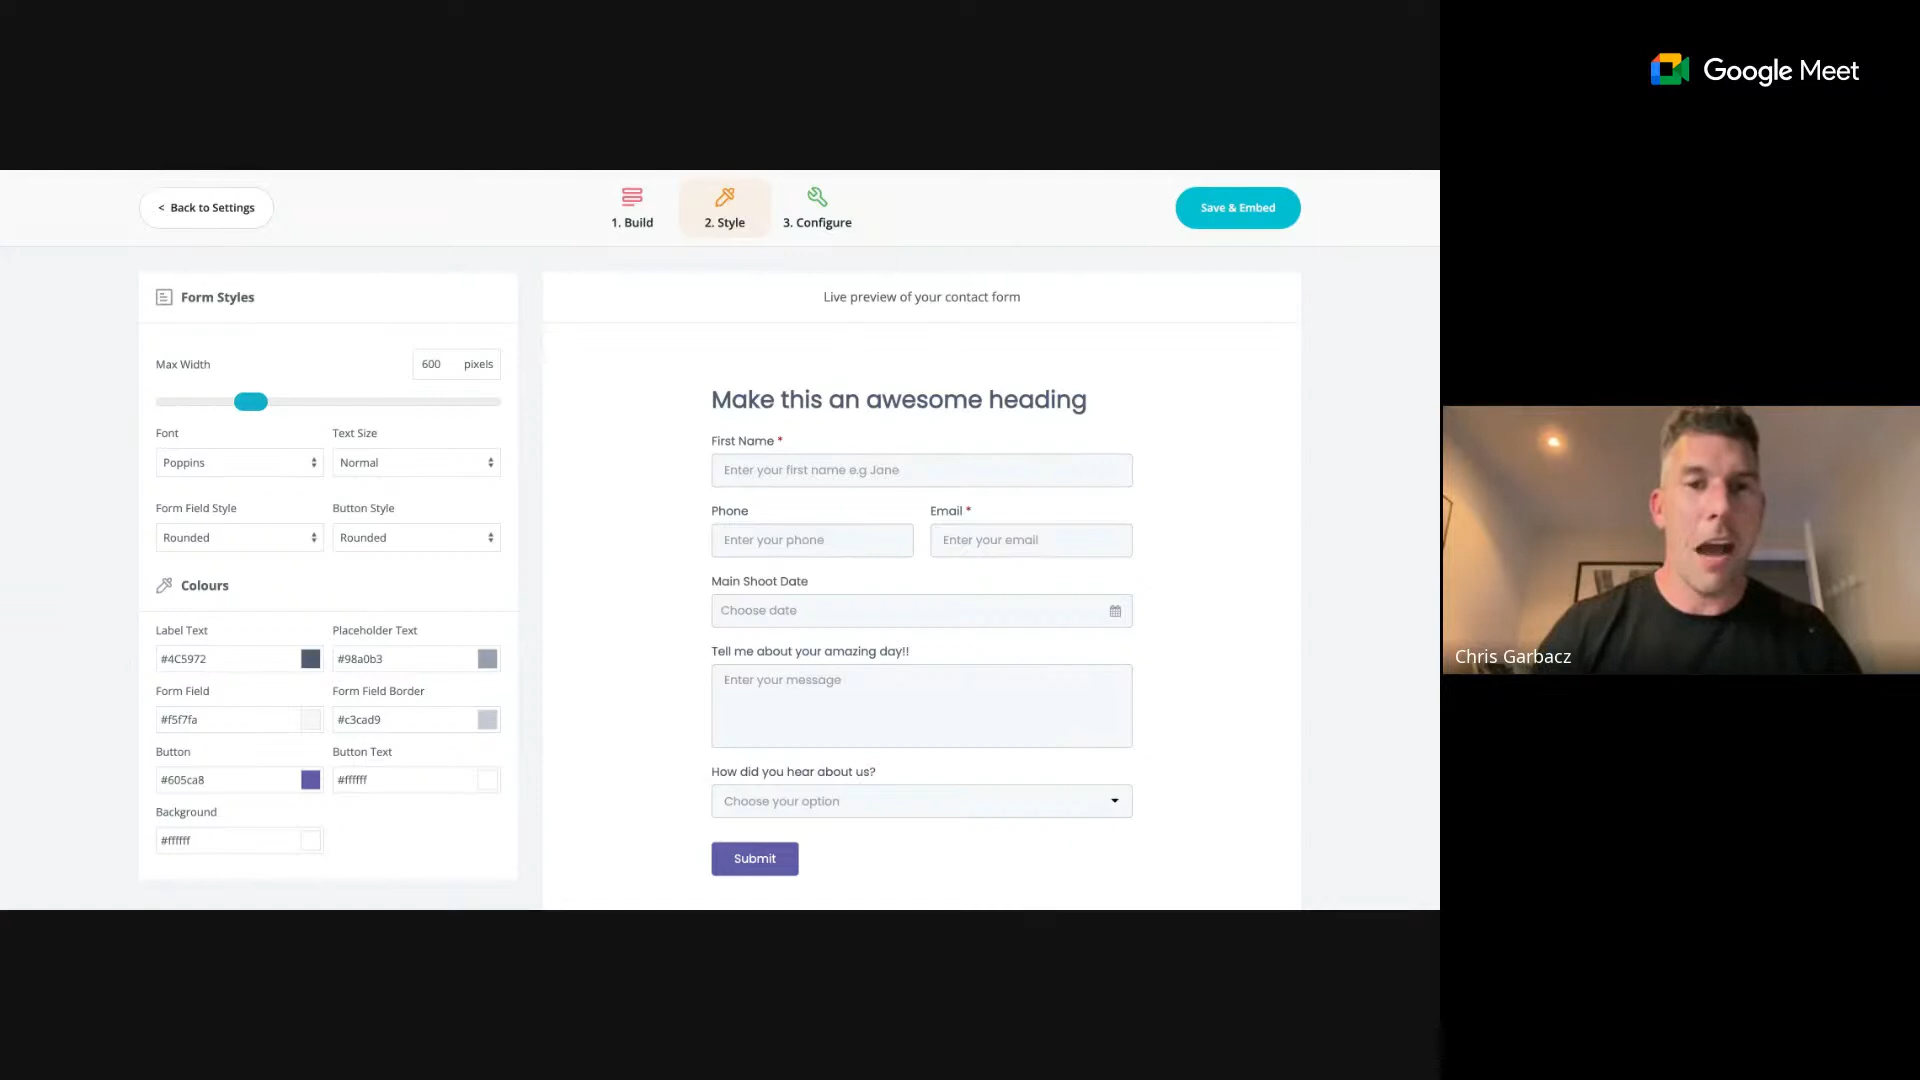 Google Meet
< Back to Settings
1. Build
2. Style
3. Configure
Save & Embed
Form Styles
Live preview of your contact form
Max Width
600 pixels
Font
Text Size
Poppins
Normal
Form Field Style
Button Style
Rounded
Rounded
Colours
Label Text
Placeholder Text
#4C5972
#98a0b3
Form Field
Form Field Border
#f5f7fa
#c3cad9
Button
Button Text
#605ca8
#ffffff
Background
#ffffff
Make this an awesome heading
First Name *
Enter your first name e.g Jane
Phone
Email *
Enter your phone
Enter your email
Main Shoot Date
Choose date
Tell me about your amazing day!!
Enter your message
How did you hear about us?
Choose your option
Submit
Chris Garbacz